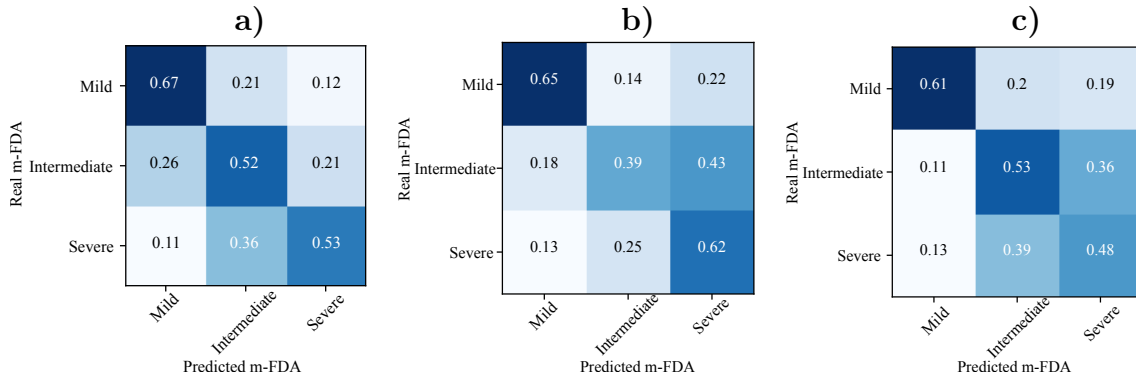 a)
Real m-FDA
Mild
0.67 0.21 0.12
Intermediate
0.26 0.52 0.21
Severe
0.11 0.36 0.53
Mild Intermediate Severe
Predicted m-FDA
b)
Real m-FDA
Mild
0.65 0.14 0.22
Intermediate
0.18 0.39 0.43
Severe
0.13 0.25 0.62
Mild Intermediate Severe
Predicted m-FDA
c)
Real m-FDA
Mild
0.61 0.2 0.19
Intermediate
0.11 0.53 0.36
Severe
0.13 0.39 0.48
Mild Intermediate Severe
Predicted m-FDA